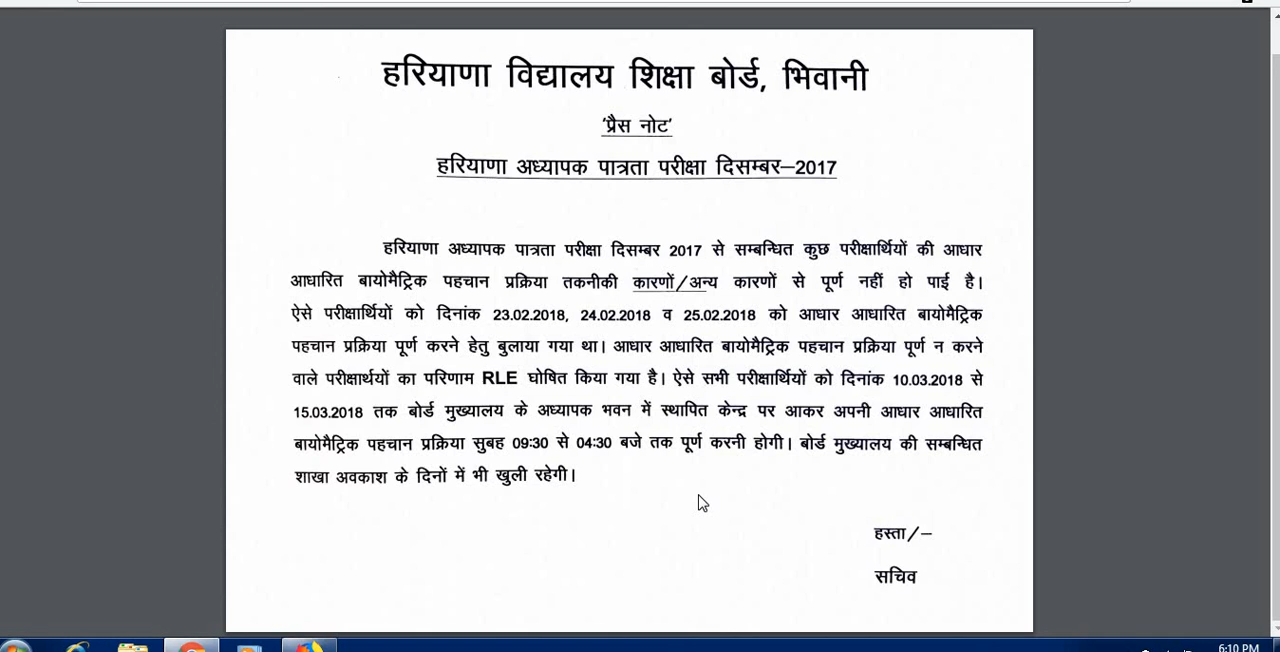 हरियाणा विद्यालय शिक्षा बोर्ड, भिवानी
'प्रैस नोट'
हरियाणा अध्यापक पात्रता परीक्षा दिसम्बर–2017
हरियाणा अध्यापक पात्रता परीक्षा दिसम्बर 2017 से सम्बन्धित कुछ परीक्षार्थियों की आधार
आधारित बायोमैट्रिक पहचान प्रक्रिया तकनीकी कारणों/अन्य कारणों से पूर्ण नहीं हो पाई है।
ऐसे परीक्षार्थियों को दिनांक 23.02.2018, 24.02.2018 व 25.02.2018 को आधार आधारित बायोमैट्रिक
पहचान प्रक्रिया पूर्ण करने हेतु बुलाया गया था। आधार आधारित बायोमैट्रिक पहचान प्रक्रिया पूर्ण न करने
वाले परीक्षार्थयों का परिणाम RLE घोषित किया गया है। ऐसे सभी परीक्षार्थियों को दिनांक 10.03.2018 से
15.03.2018 तक बोर्ड मुख्यालय के अध्यापक भवन में स्थापित केन्द्र पर आकर अपनी आधार आधारित
बायोमैट्रिक पहचान प्रक्रिया सुबह 09:30 से 04:30 बजे तक पूर्ण करनी होगी। बोर्ड मुख्यालय की सम्बन्धित
शाखा अवकाश के दिनों में भी खुली रहेगी।
हस्ता/–
सचिव
6:10 PM